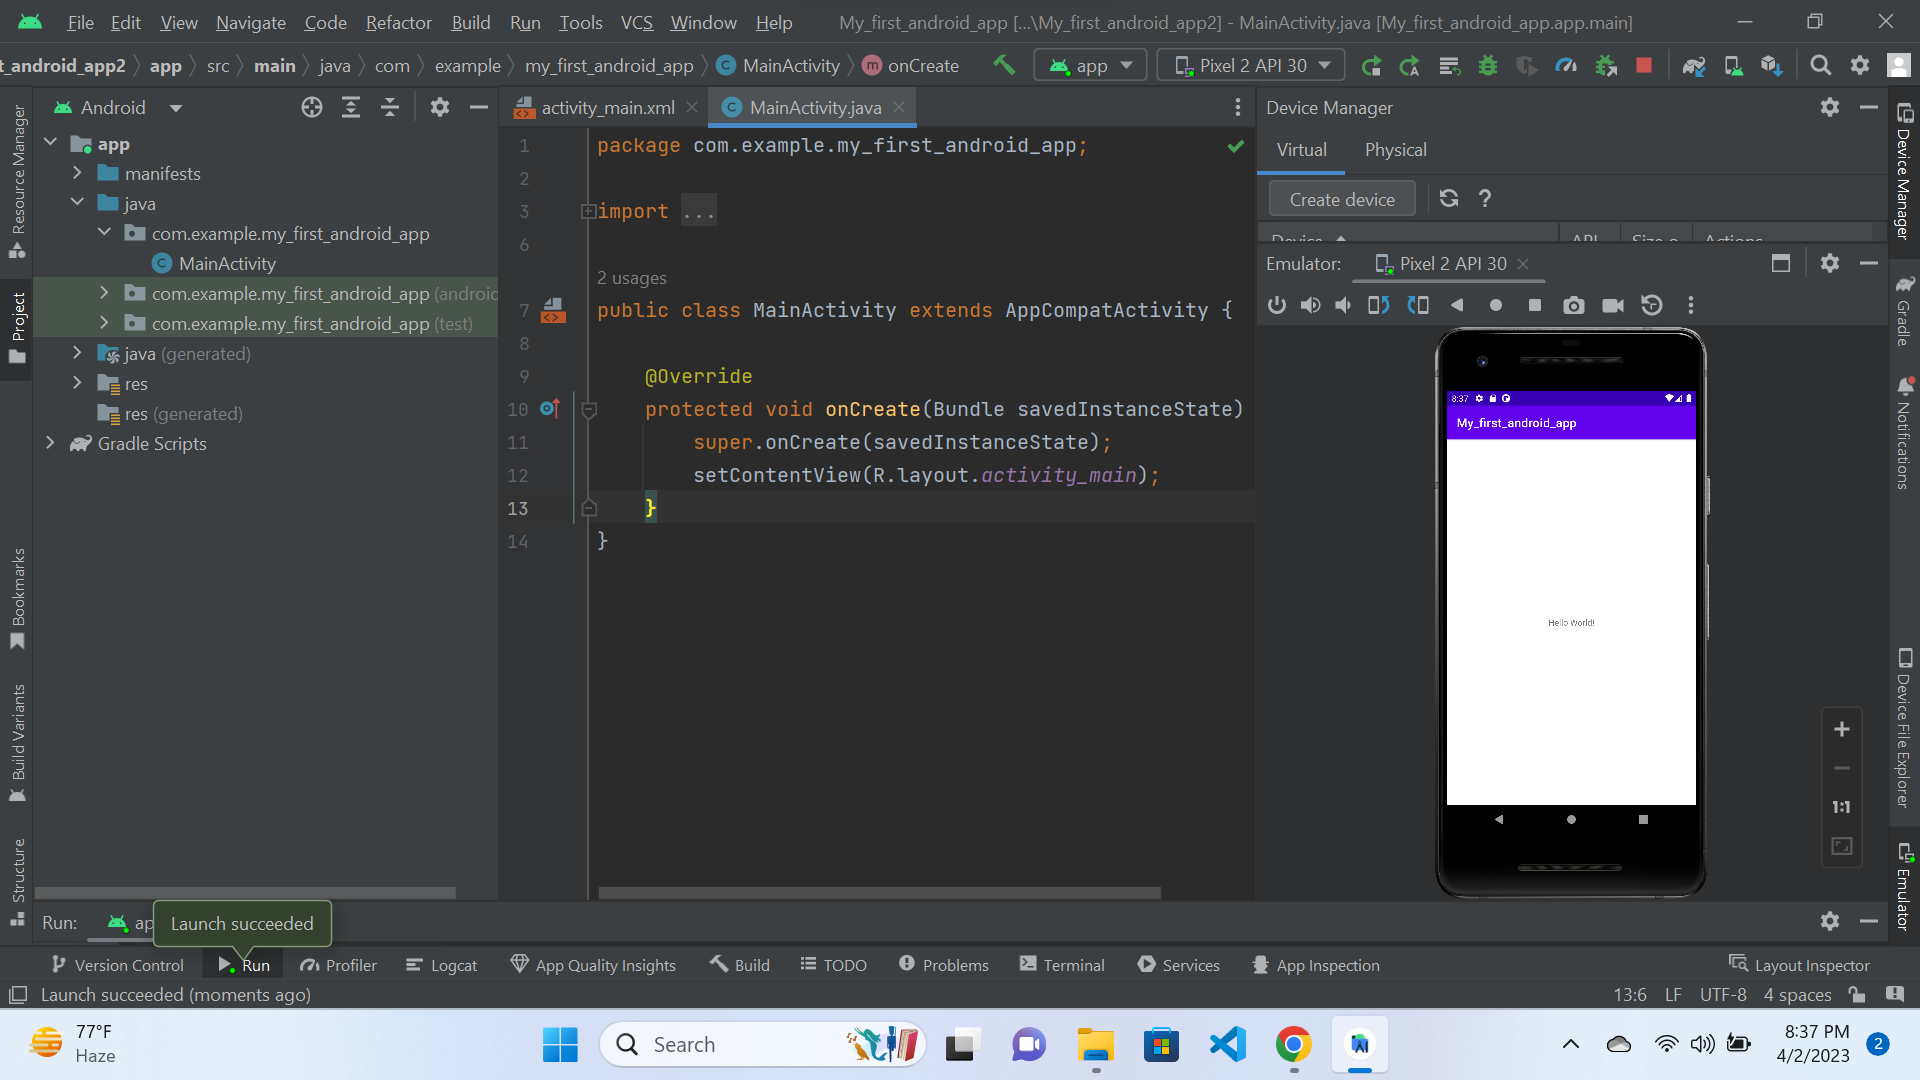 File Edit View Navigate Code Refactor Build Run Tools VCS Window Help My_first_android_app [...\My_first_android_app2] - MainActivity.java [My_first_android_app.app.main]
t_android_app2 app src main java com example my_first_android_app MainActivity onCreate app Pixel 2 API 30
Resource Manager
Project
Bookmarks
Build Variants
Structure
Android
app
manifests
java
com.example.my_first_android_app
MainActivity
com.example.my_first_android_app (androic
com.example.my_first_android_app (test)
java (generated)
res
res (generated)
Gradle Scripts
activity_main.xml MainActivity.java
1 package com.example.my_first_android_app;
2
3 import ...
6
2 usages
7 public class MainActivity extends AppCompatActivity {
8
9 @Override
10 protected void onCreate(Bundle savedInstanceState)
11 super.onCreate(savedInstanceState);
12 setContentView(R.layout.activity_main);
13 }
14 }
Device Manager
Virtual Physical
Create device ?
Device API Size o Actions
Emulator: Pixel 2 API 30
8:37
My_first_android_app
Hello World!
1:1
Device Manager
Gradle
Notifications
Device File Explorer
Emulator
Run: ap
Launch succeeded
Version Control Run Profiler Logcat App Quality Insights Build TODO Problems Terminal Services App Inspection Layout Inspector
Launch succeeded (moments ago) 13:6 LF UTF-8 4 spaces
77°F
Haze
Search
8:37 PM
4/2/2023
2